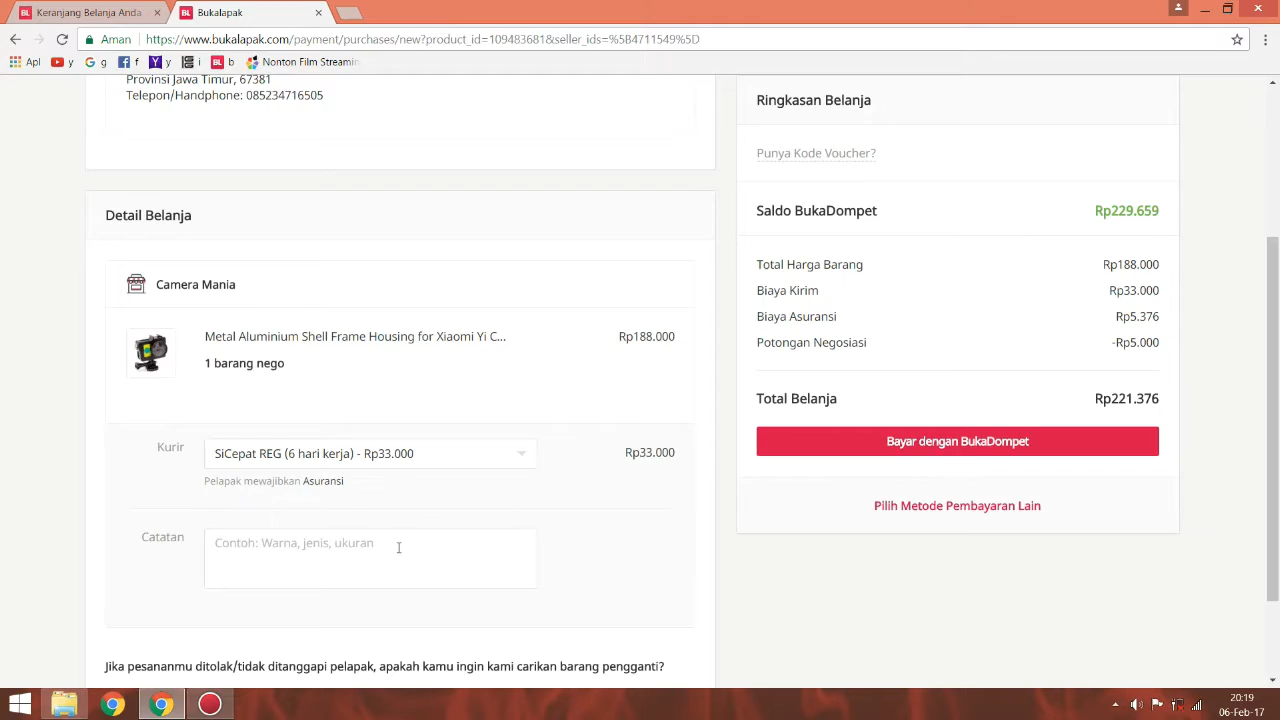 Keranjang Belanja Anda
Bukalapak
Aman
https://www.bukalapak.com/payment/purchases/new?product_id=109483681&seller_ids=%5B4711549%5D
Apl
y
g
f
y
i
b
Nonton Film Streamin
Provinsi Jawa Timur, 67381
Telepon/Handphone: 085234716505
Detail Belanja
Camera Mania
Metal Aluminium Shell Frame Housing for Xiaomi Yi C... Rp188.000
1 barang nego
Kurir SiCepat REG (6 hari kerja) - Rp33.000 Rp33.000
Pelapak mewajibkan Asuransi
Catatan Contoh: Warna, jenis, ukuran
Jika pesananmu ditolak/tidak ditanggapi pelapak, apakah kamu ingin kami carikan barang pengganti?
Ringkasan Belanja
Punya Kode Voucher?
Saldo BukaDompet Rp229.659
Total Harga Barang Rp188.000
Biaya Kirim Rp33.000
Biaya Asuransi Rp5.376
Potongan Negosiasi -Rp5.000
Total Belanja Rp221.376
Bayar dengan BukaDompet
Pilih Metode Pembayaran Lain
20:19
06-Feb-17